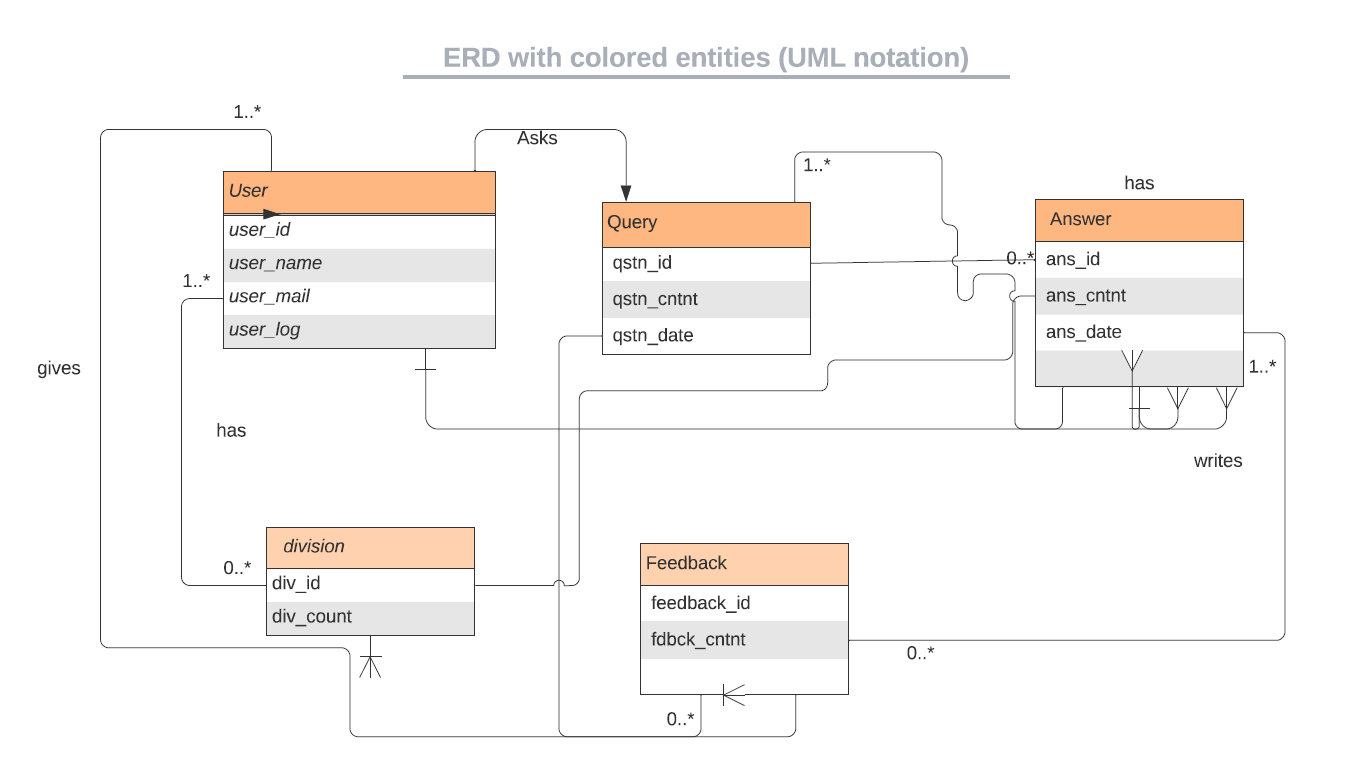 ERD with colored entities (UML notation)
1..*
Asks
1..*
has
User
user_id
user_name
user_mail
user_log
1..*
Query
qstn_id
qstn_cntnt
qstn_date
0..*
Answer
ans_id
ans_cntnt
ans_date
1..*
gives
has
writes
division
div_id
div_count
0..*
Feedback
feedback_id
fdbck_cntnt
0..*
0..*